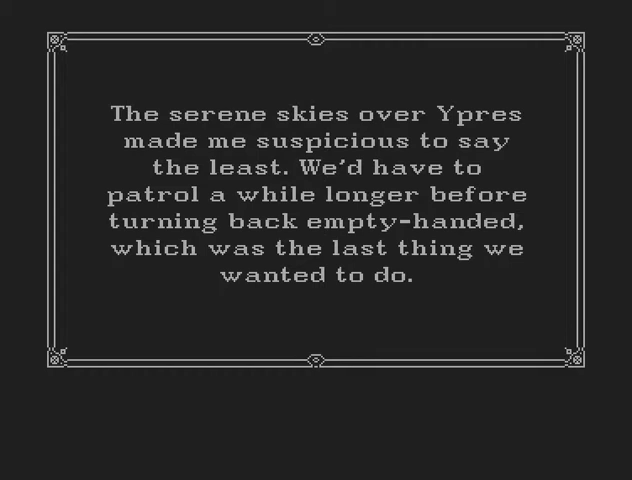 The serene skies over Ypres
made me suspicious to say
the least. We'd have to
patrol a while longer before
turning back empty-handed,
which was the last thing we
wanted to do.